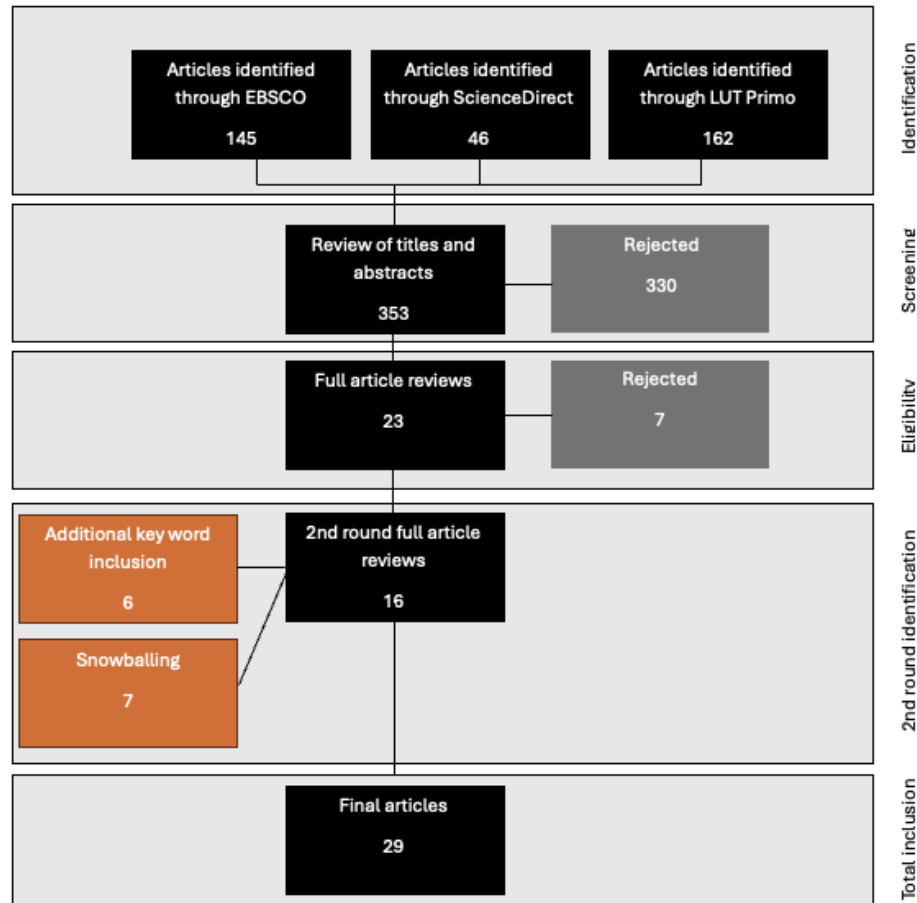 Articles identified
through EBSCO
145
Articles identified
through ScienceDirect
46
Articles identified
through LUT Primo
162
Identification
Review of titles and
abstracts
353
Rejected
330
Screening
Full article reviews
23
Rejected
7
Eligibility
Additional key word
inclusion
6
2nd round full article
reviews
16
Snowballing
7
2nd round identification
Final articles
29
Total inclusion